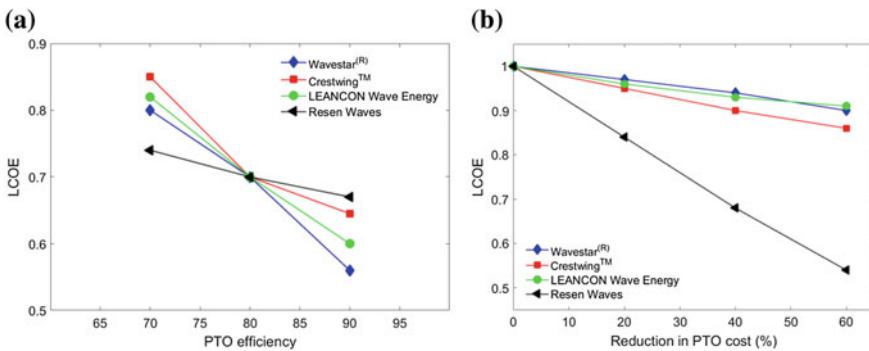 (a)
LCOE
0.9
0.8
0.7
0.6
0.5
65 70 75 80 85 90 95
PTO efficiency
Wavestar(R)
Crestwing™
LEANCON Wave Energy
Resen Waves
(b)
LCOE
1
0.9
0.8
0.7
0.6
0.5
0 10 20 30 40 50 60
Reduction in PTO cost (%)
Wavestar(R)
Crestwing™
LEANCON Wave Energy
Resen Waves